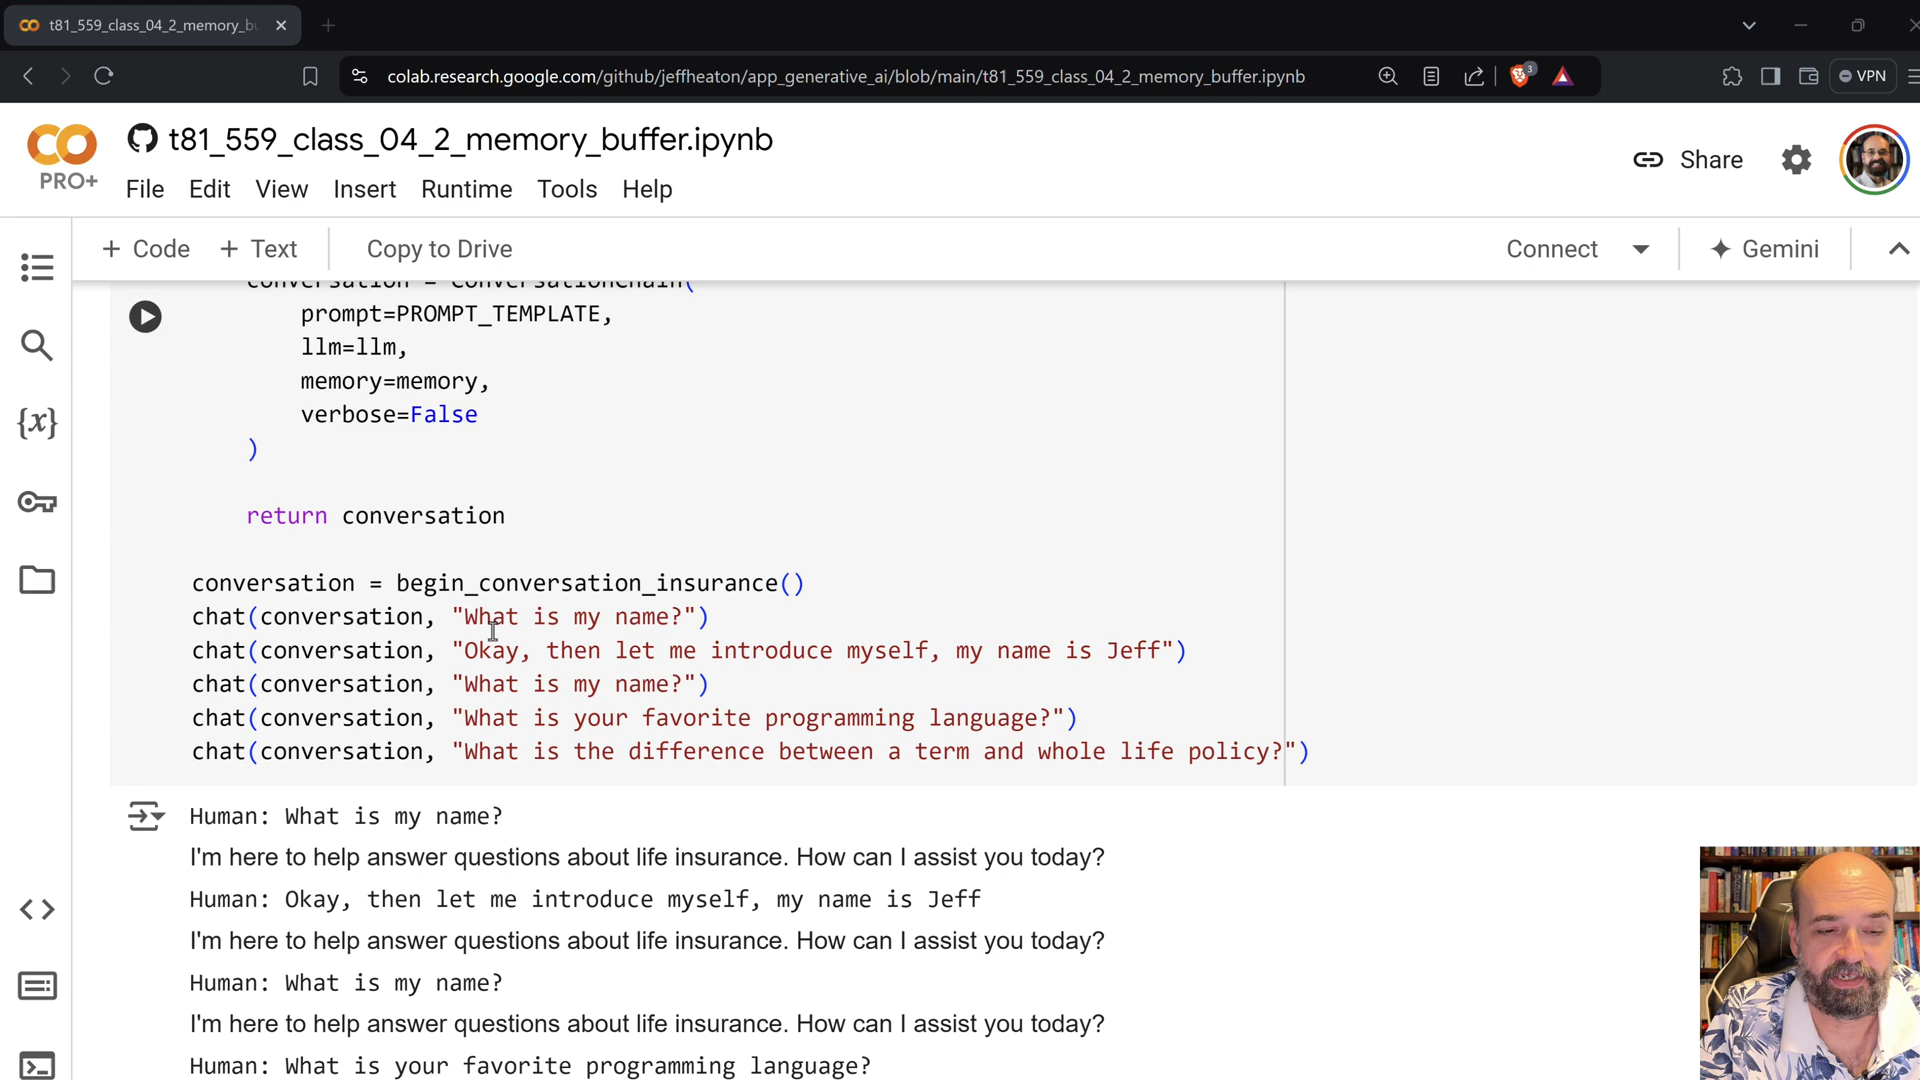 t81_559_class_04_2_memory_bu
colab.research.google.com/github/jeffheaton/app_generative_ai/blob/main/t81_559_class_04_2_memory_buffer.ipynb
3
VPN
t81_559_class_04_2_memory_buffer.ipynb
PRO+
File Edit View Insert Runtime Tools Help
Share
+ Code + Text Copy to Drive
Connect
Gemini
conversation = ConversationChain(
prompt=PROMPT_TEMPLATE,
llm=llm,
memory=memory,
verbose=False
)
return conversation
conversation = begin_conversation_insurance()
chat(conversation, "What is my name?")
chat(conversation, "Okay, then let me introduce myself, my name is Jeff")
chat(conversation, "What is my name?")
chat(conversation, "What is your favorite programming language?")
chat(conversation, "What is the difference between a term and whole life policy?")
Human: What is my name?
I'm here to help answer questions about life insurance. How can I assist you today?
Human: Okay, then let me introduce myself, my name is Jeff
I'm here to help answer questions about life insurance. How can I assist you today?
Human: What is my name?
I'm here to help answer questions about life insurance. How can I assist you today?
Human: What is your favorite programming language?
{x}